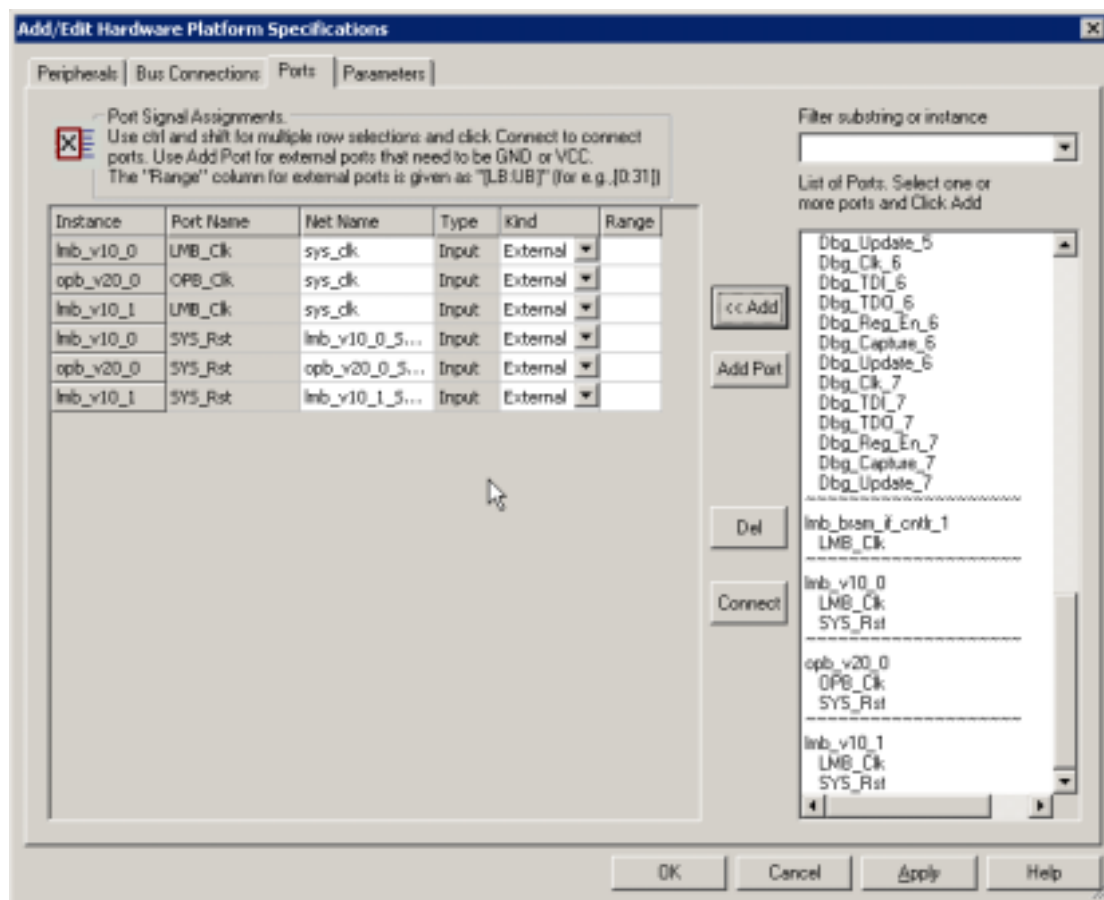 Add/Edit Hardware Platform Specifications
Peripherals Bus Connections Ports Parameters
Port Signal Assignments.
Use ctrl and shift for multiple row selections and click Connect to connect
ports. Use Add Port for external ports that need to be GND or VCC.
The "Range" column for external ports is given as "[LB:UB]" (for e.g.,[0:31])
Instance Port Name Net Name Type Kind Range
lmb_v10_0 LMB_Clk sys_clk Input External
opb_v20_0 OPB_Clk sys_clk Input External
lmb_v10_1 LMB_Clk sys_clk Input External
lmb_v10_0 SYS_Rst lmb_v10_0_S... Input External
opb_v20_0 SYS_Rst opb_v20_0_S... Input External
lmb_v10_1 SYS_Rst lmb_v10_1_S... Input External
<< Add
Add Port
Del
Connect
Filter substring or instance
List of Ports. Select one or
more ports and Click Add
Dbg_Update_5
Dbg_Clk_6
Dbg_TDI_6
Dbg_TDO_6
Dbg_Reg_En_6
Dbg_Capture_6
Dbg_Update_6
Dbg_Clk_7
Dbg_TDI_7
Dbg_TDO_7
Dbg_Reg_En_7
Dbg_Capture_7
Dbg_Update_7
~~~~~~~~~~~~~~~~~~~~
lmb_bram_if_cntlr_1
LMB_Clk
~~~~~~~~~~~~~~~~~~~~
lmb_v10_0
LMB_Clk
SYS_Rst
~~~~~~~~~~~~~~~~~~~~
opb_v20_0
OPB_Clk
SYS_Rst
~~~~~~~~~~~~~~~~~~~~
lmb_v10_1
LMB_Clk
SYS_Rst
OK Cancel Apply Help